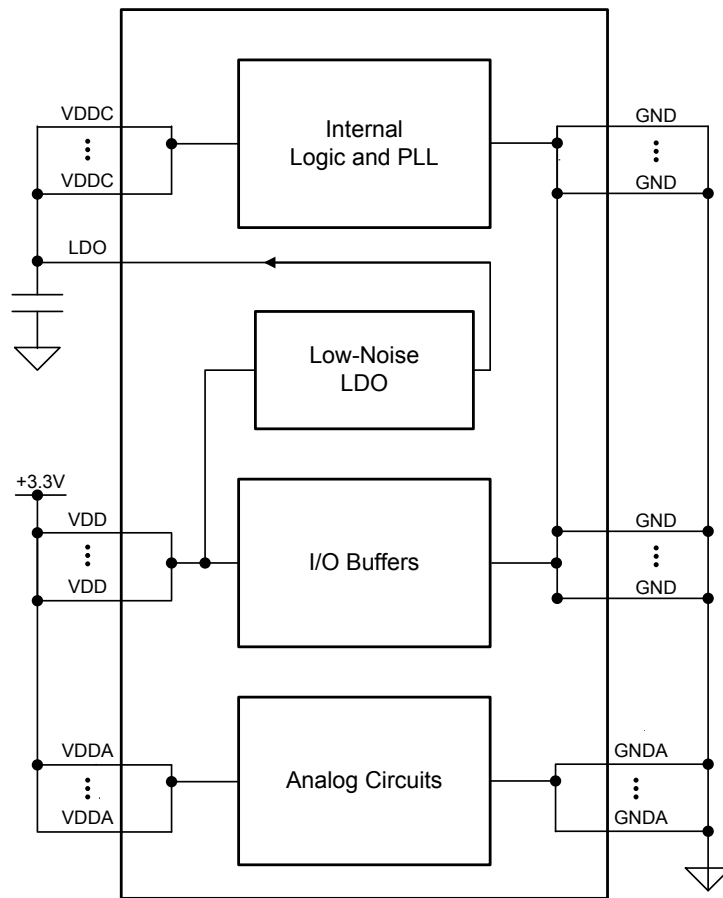 VDDC
VDDC
Internal
Logic and PLL
GND
GND
LDO
Low-Noise
LDO
+3.3V
VDD
VDD
I/O Buffers
GND
GND
VDDA
VDDA
Analog Circuits
GNDA
GNDA